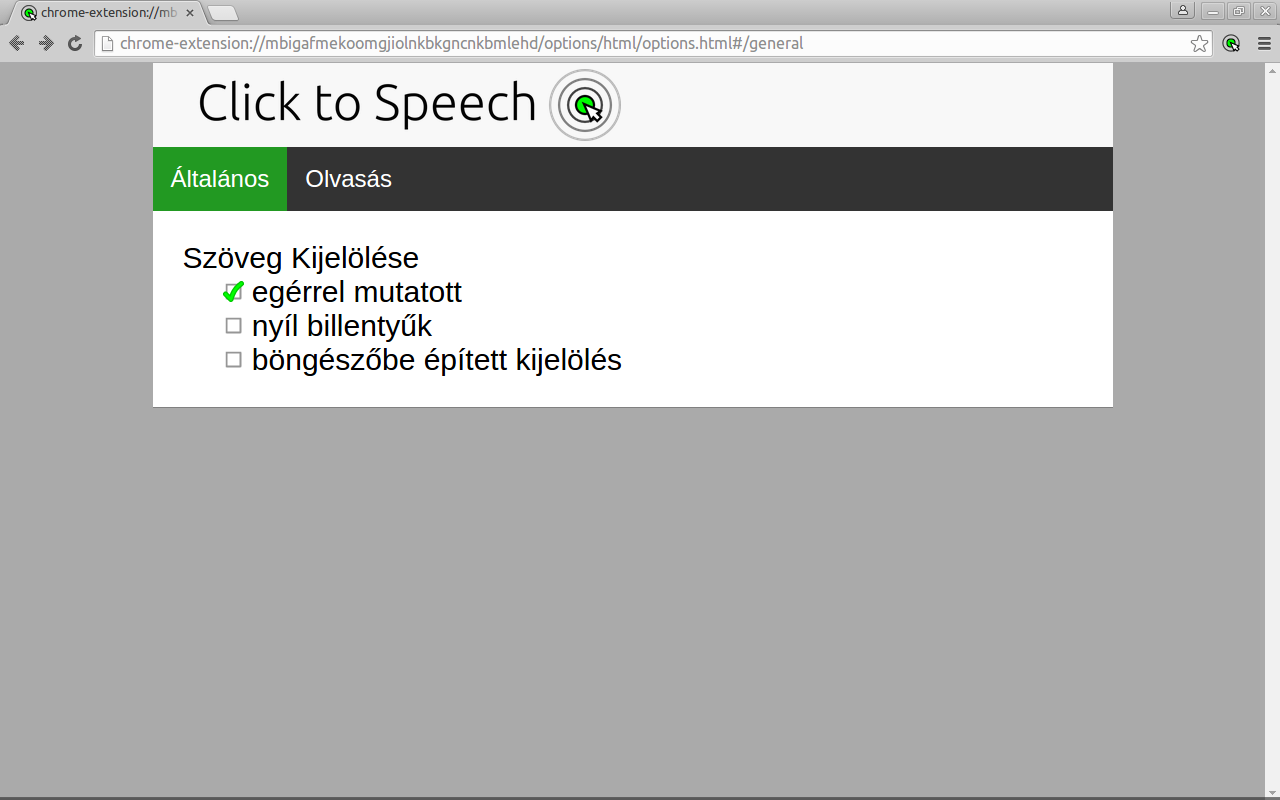 chrome-extension://mb
chrome-extension://mbigafmekoomgjiolnkbkgncnkbmlehd/options/html/options.html#/general
Click to Speech
Általános Olvasás
Szöveg Kijelölése
egérrel mutatott
nyíl billentyűk
böngészőbe épített kijelölés